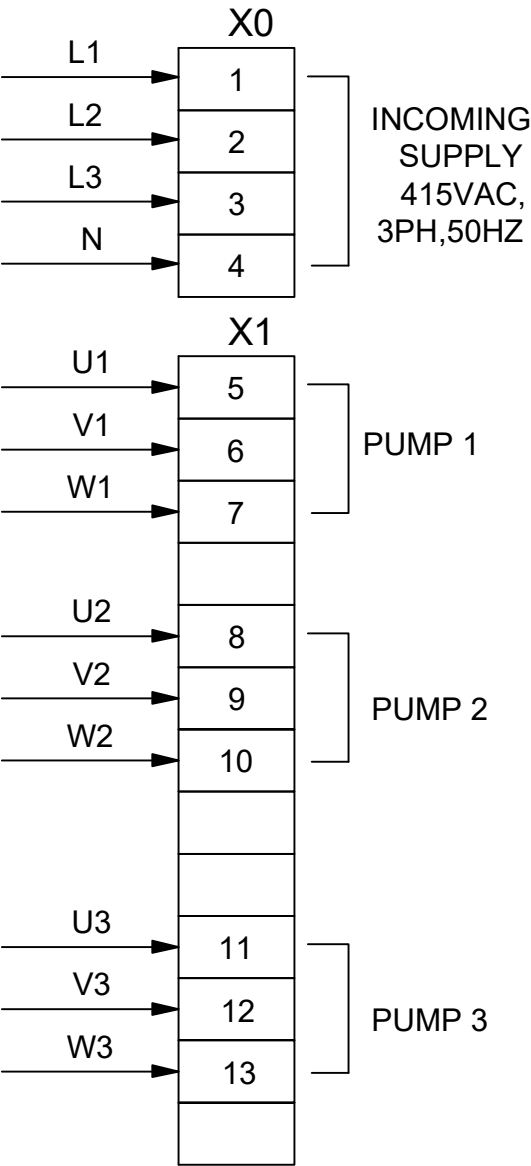 X0
L1
1
L2
2
L3
3
N
4
INCOMING
SUPPLY
415VAC,
3PH,50HZ
X1
U1
5
V1
6
W1
7
PUMP 1
U2
8
V2
9
W2
10
PUMP 2
U3
11
V3
12
W3
13
PUMP 3